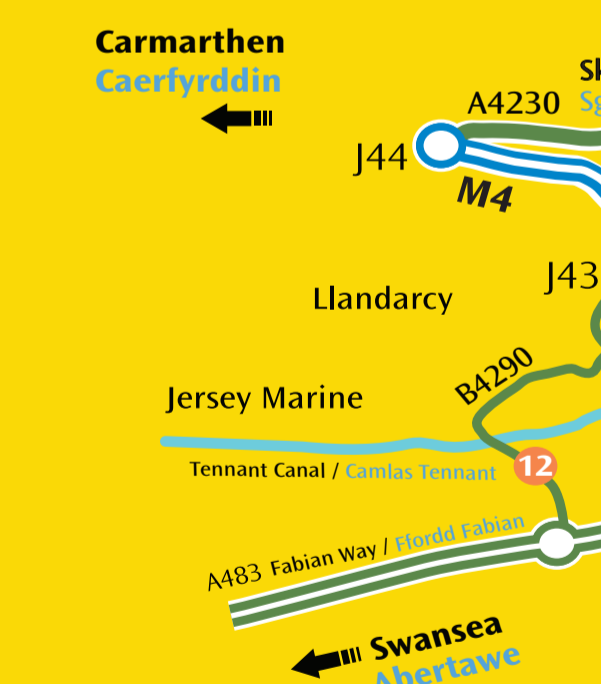 Carmarthen
Caerfyrddin
A4230
J44
M4
J43
Llandarcy
B4290
Jersey Marine
Tennant Canal / Camlas Tennant
12
A483 Fabian Way / Ffordd Fabian
Swansea
Abertawe